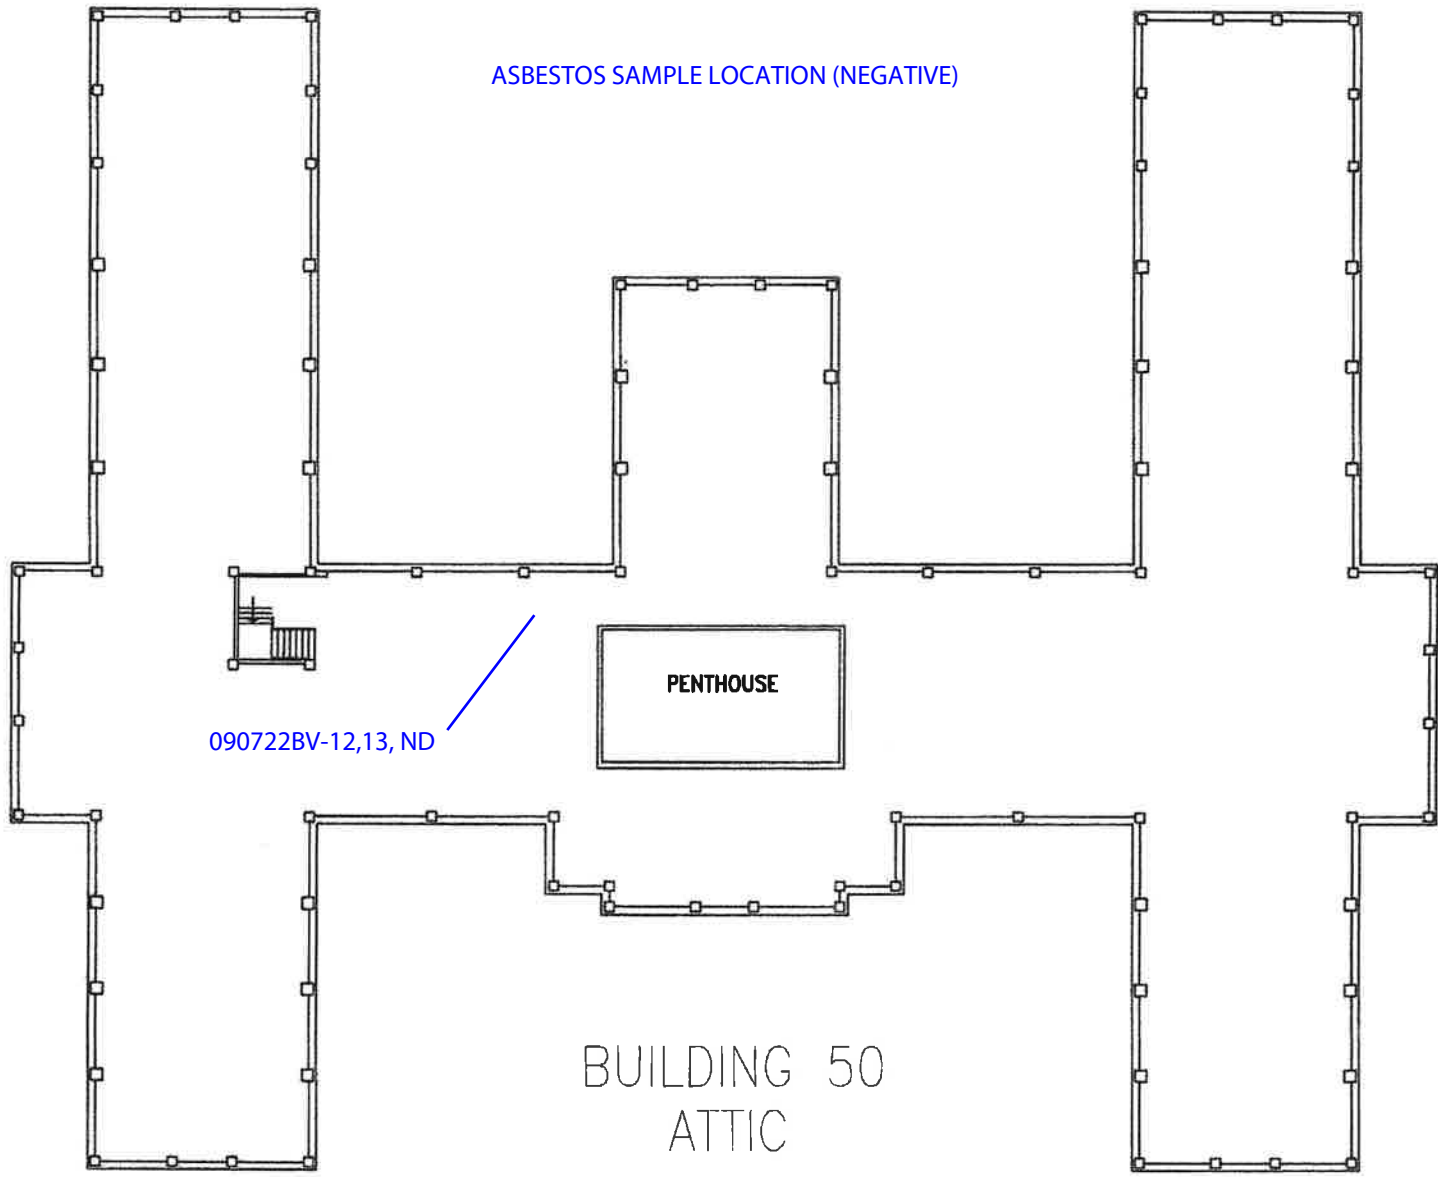 ASBESTOS SAMPLE LOCATION (NEGATIVE)
PENTHOUSE
090722BV-12,13, ND
BUILDING 50
ATTIC